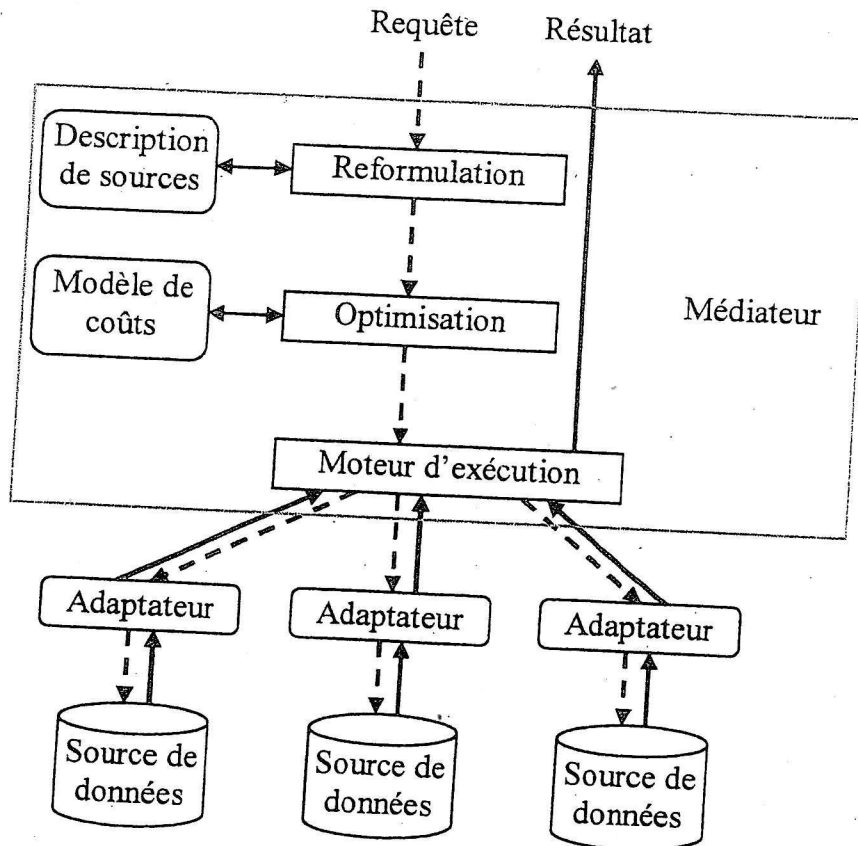 Requête
Résultat
Description
de sources
Reformulation
Modèle de
coûts
Optimisation
Médiateur
Moteur d'exécution
Adaptateur
Adaptateur
Adaptateur
Source de
données
Source de
données
Source de
données